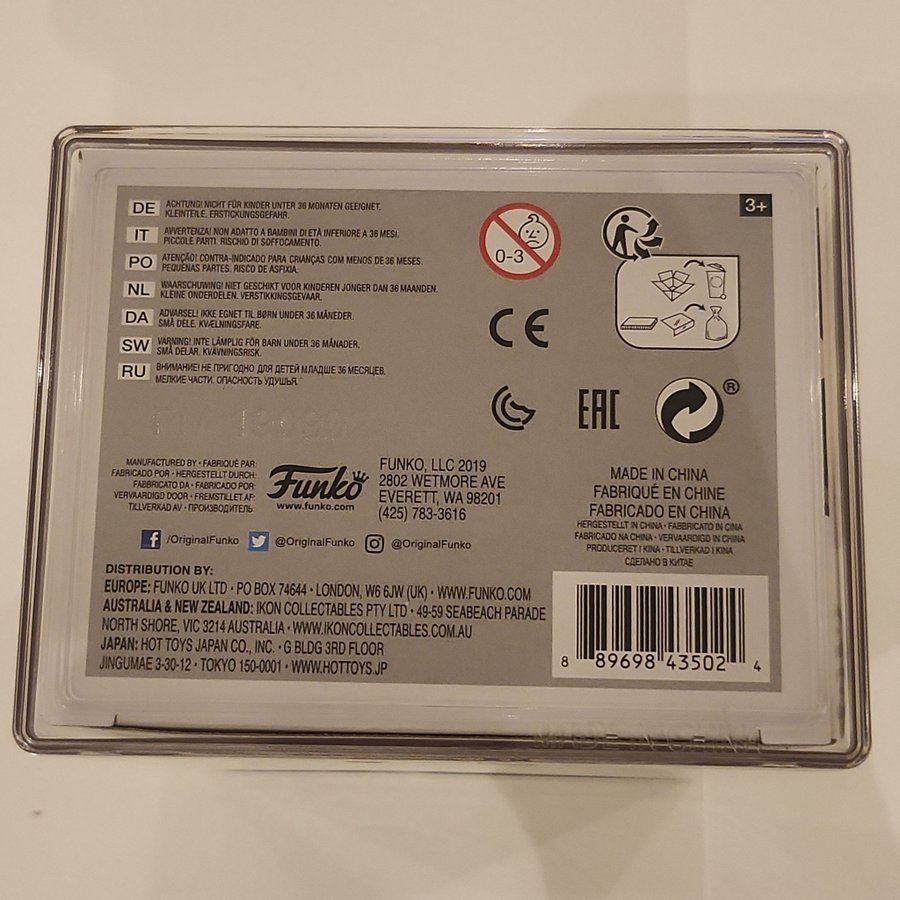 DE ACHTUNG! NICHT FÜR KINDER UNTER 36 MONATEN GEEIGNET.
KLEINTEILE. ERSTICKUNGSGEFAHR.
IT AVVERTENZA! NON ADATTO A BAMBINI DI ETÀ INFERIORE A 36 MESI.
PICCOLE PARTI. RISCHIO DI SOFFOCAMENTO.
PO ATENÇÃO! CONTRA-INDICADO PARA CRIANÇAS COM MENOS DE 36 MESES.
PEQUENAS PARTES. RISCO DE ASFIXIA.
NL WAARSCHUWING! NIET GESCHIKT VOOR KINDEREN JONGER DAN 36 MAANDEN.
KLEINE ONDERDELEN. VERSTIKKINGSGEVAAR.
DA ADVARSEL! IKKE EGNET TIL BØRN UNDER 36 MÅNEDER.
SMÅ DELE. KVÆLNINGSFARE.
SW VARNING! INTE LÄMPLIG FÖR BARN UNDER 36 MÅNADER.
SMÅ DELAR. KVÄVNINGSRISK.
RU ВНИМАНИЕ! НЕ ПРИГОДНО ДЛЯ ДЕТЕЙ МЛАДШЕ 36 МЕСЯЦЕВ.
МЕЛКИЕ ЧАСТИ. ОПАСНОСТЬ УДУШЬЯ.
0-3
3+
CE
EAC
®
MANUFACTURED BY • FABRIQUÉ PAR:
FABRICADO POR • HERGESTELLT DURCH:
FABBRICATO DA • FABRICADO POR:
VERVAARDIGD DOOR • FREMSTILLET AF:
TILLVERKAD AV • ПРОИЗВОДИТЕЛЬ:
Funko
www.funko.com
FUNKO, LLC 2019
2802 WETMORE AVE
EVERETT, WA 98201
(425) 783-3616
/OriginalFunko @OriginalFunko @OriginalFunko
MADE IN CHINA
FABRIQUÉ EN CHINE
FABRICADO EN CHINA
HERGESTELLT IN CHINA • FABBRICATO IN CINA
FABRICADO NA CHINA • VERVAARDIGD IN CHINA
PRODUCERET I KINA • TILLVERKAD I KINA
СДЕЛАНО В КИТАЕ
DISTRIBUTION BY:
EUROPE: FUNKO UK LTD • PO BOX 74644 • LONDON, W6 6JW (UK) • WWW.FUNKO.COM
AUSTRALIA & NEW ZEALAND: IKON COLLECTABLES PTY LTD • 49-59 SEABEACH PARADE
NORTH SHORE, VIC 3214 AUSTRALIA • WWW.IKONCOLLECTABLES.COM.AU
JAPAN: HOT TOYS JAPAN CO., INC. • G BLDG 3RD FLOOR
JINGUMAE 3-30-12 • TOKYO 150-0001 • WWW.HOTTOYS.JP
8 89698 43502 4
MADE IN CHINA